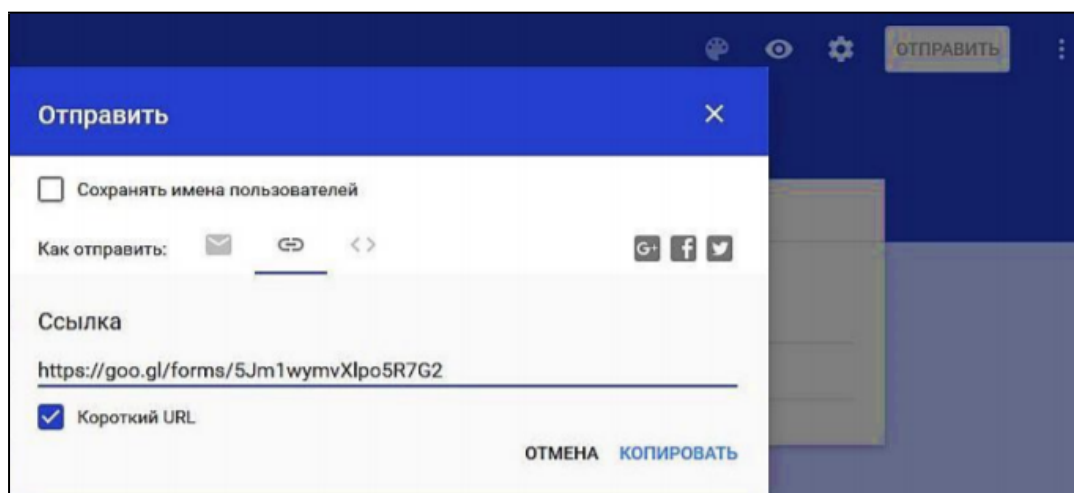 ОТПРАВИТЬ
Отправить
Сохранять имена пользователей
Как отправить:
G+
Ссылка
https://goo.gl/forms/5Jm1wymvXlpo5R7G2
Короткий URL
ОТМЕНА КОПИРОВАТЬ